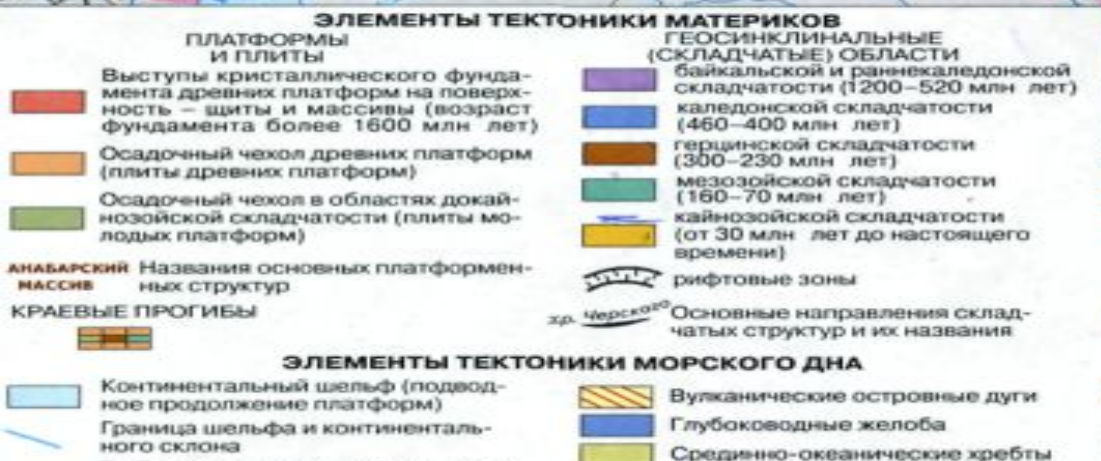 ЭЛЕМЕНТЫ ТЕКТОНИКИ МАТЕРИКОВ
ПЛАТФОРМЫ
И ПЛИТЫ
Выступы кристаллического фунда-
мента древних платформ на поверх-
ность – щиты и массивы (возраст
фундамента более 1600 млн лет)
Осадочный чехол древних платформ
(плиты древних платформ)
Осадочный чехол в областях докай-
нозойской складчатости (плиты мо-
лодых платформ)
АНАБАРСКИЙ
МАССИВ
Названия основных платформен-
ных структур
КРАЕВЫЕ ПРОГИБЫ
ГЕОСИНКЛИНАЛЬНЫЕ
(СКЛАДЧАТЫЕ) ОБЛАСТИ
байкальской и раннекаледонской
складчатости (1200–520 млн лет)
каледонской складчатости
(460–400 млн лет)
герцинской складчатости
(300–230 млн лет)
мезозойской складчатости
(160–70 млн лет)
кайнозойской складчатости
(от 30 млн лет до настоящего
времени)
рифтовые зоны
хр. Черского
Основные направления склад-
чатых структур и их названия
ЭЛЕМЕНТЫ ТЕКТОНИКИ МОРСКОГО ДНА
Континентальный шельф (подвод-
ное продолжение платформ)
Граница шельфа и континенталь-
ного склона
Вулканические островные дуги
Глубоководные желоба
Срединно-океанические хребты